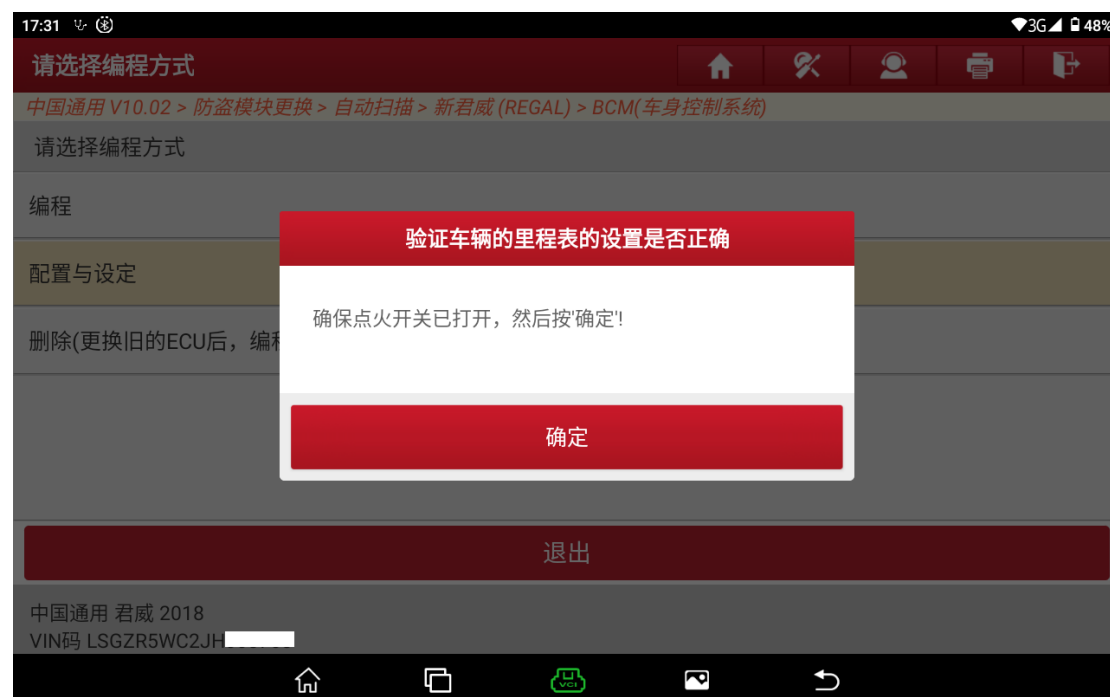 17:31 3G 48%
请选择编程方式
中国通用 V10.02 > 防盗模块更换 > 自动扫描 > 新君威 (REGAL) > BCM(车身控制系统)
请选择编程方式
编程
验证车辆的里程表的设置是否正确
配置与设定
确保点火开关已打开，然后按'确定'!
删除(更换旧的ECU后，编程
确定
退出
中国通用 君威 2018
VIN码 LSGZR5WC2JH
VCI